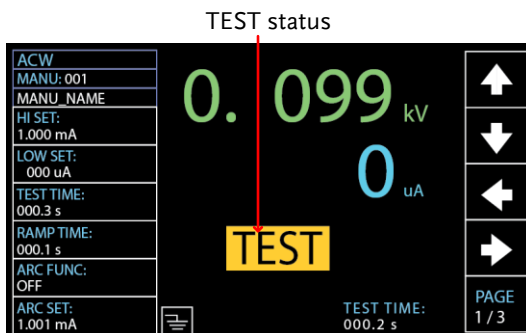 TEST status
ACW
MANU: 001
MANU_NAME
HI SET:
1.000 mA
LOW SET:
000 uA
TEST TIME:
000.3 s
RAMP TIME:
000.1 s
ARC FUNC:
OFF
ARC SET:
1.001 mA
0. 099 kV
0 uA
TEST
TEST TIME:
000.2 s
PAGE
1 / 3